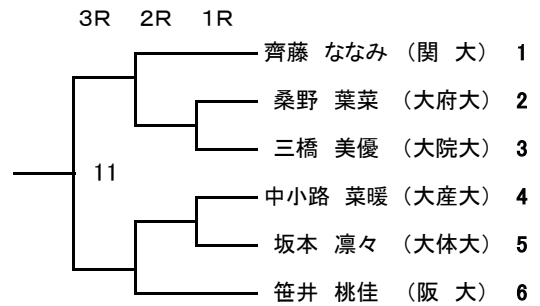 3R 2R 1R
齊藤 ななみ (関 大) 1
桑野 葉菜 (大府大) 2
三橋 美優 (大院大) 3
11
中小路 菜暖 (大産大) 4
坂本 凛々 (大体大) 5
笹井 桃佳 (阪 大) 6